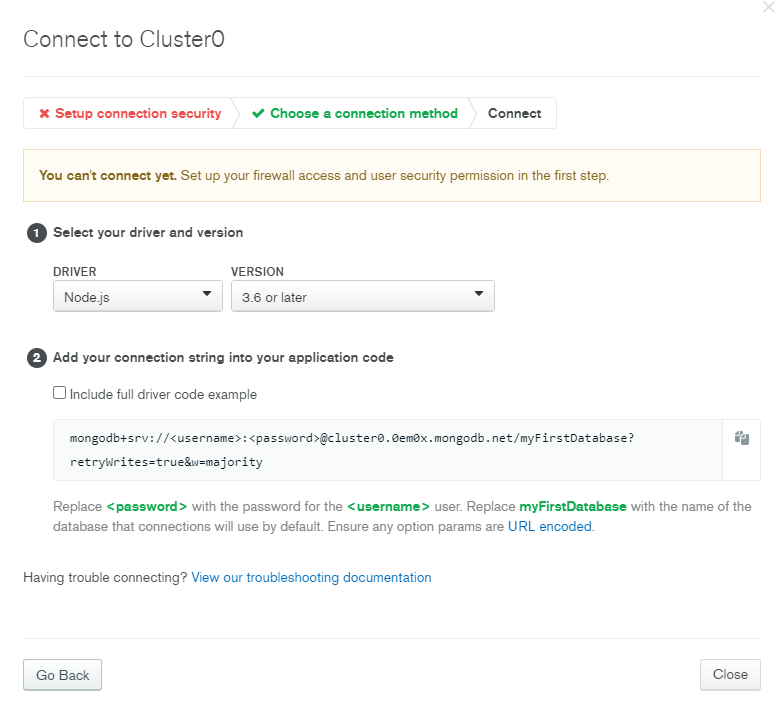 Connect to Cluster0
Setup connection security
Choose a connection method
Connect
You can't connect yet. Set up your firewall access and user security permission in the first step.
1 Select your driver and version
DRIVER
VERSION
Node.js
3.6 or later
2 Add your connection string into your application code
Include full driver code example
mongodb+srv://<username>:<password>@cluster0.0em0x.mongodb.net/myFirstDatabase?
retryWrites=true&w=majority
Replace <password> with the password for the <username> user. Replace myFirstDatabase with the name of the
database that connections will use by default. Ensure any option params are URL encoded.
Having trouble connecting? View our troubleshooting documentation
Go Back
Close